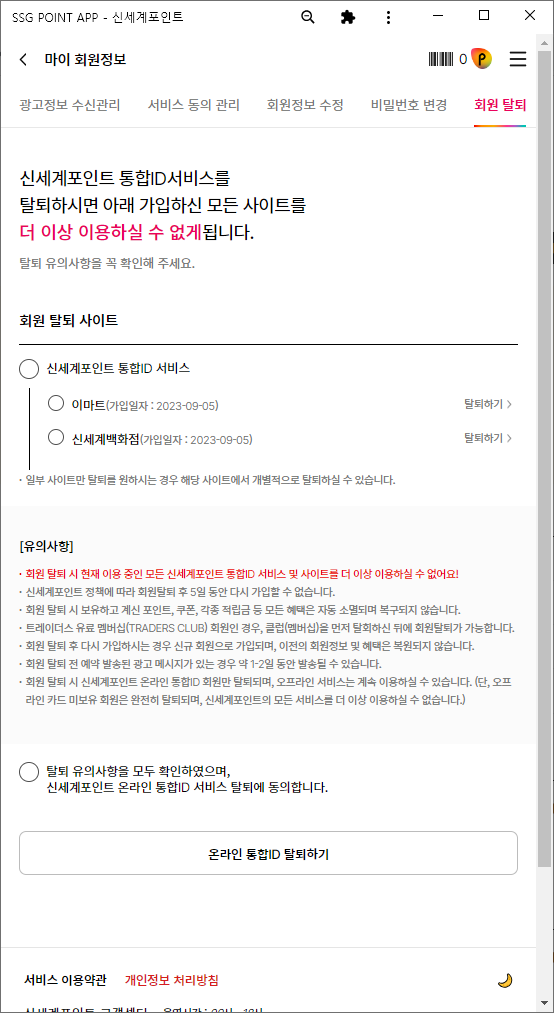 SSG POINT APP - 신세계포인트
마이 회원정보
0
광고정보 수신관리 서비스 동의 관리 회원정보 수정 비밀번호 변경 회원 탈퇴
신세계포인트 통합ID서비스를
탈퇴하시면 아래 가입하신 모든 사이트를
더 이상 이용하실 수 없게됩니다.
탈퇴 유의사항을 꼭 확인해 주세요.
회원 탈퇴 사이트
신세계포인트 통합ID 서비스
이마트(가입일자 : 2023-09-05) 탈퇴하기 >
신세계백화점(가입일자 : 2023-09-05) 탈퇴하기 >
· 일부 사이트만 탈퇴를 원하시는 경우 해당 사이트에서 개별적으로 탈퇴하실 수 있습니다.
[유의사항]
· 회원 탈퇴 시 현재 이용 중인 모든 신세계포인트 통합ID 서비스 및 사이트를 더 이상 이용하실 수 없어요!
· 신세계포인트 정책에 따라 회원탈퇴 후 5일 동안 다시 가입할 수 없습니다.
· 회원 탈퇴 시 보유하고 계신 포인트, 쿠폰, 각종 적립금 등 모든 혜택은 자동 소멸되며 복구되지 않습니다.
· 트레이더스 유료 멤버십(TRADERS CLUB) 회원인 경우, 클럽(멤버십)을 먼저 탈회하신 뒤에 회원탈퇴가 가능합니다.
· 회원 탈퇴 후 다시 가입하시는 경우 신규 회원으로 가입되며, 이전의 회원정보 및 혜택은 복원되지 않습니다.
· 회원 탈퇴 전 예약 발송된 광고 메시지가 있는 경우 약 1-2일 동안 발송될 수 있습니다.
· 회원 탈퇴 시 신세계포인트 온라인 통합ID 회원만 탈퇴되며, 오프라인 서비스는 계속 이용하실 수 있습니다. (단, 오프
라인 카드 미보유 회원은 완전히 탈퇴되며, 신세계포인트의 모든 서비스를 더 이상 이용하실 수 없습니다.)
탈퇴 유의사항을 모두 확인하였으며,
신세계포인트 온라인 통합ID 서비스 탈퇴에 동의합니다.
온라인 통합ID 탈퇴하기
서비스 이용약관 개인정보 처리방침
신세계포인트 고객센터